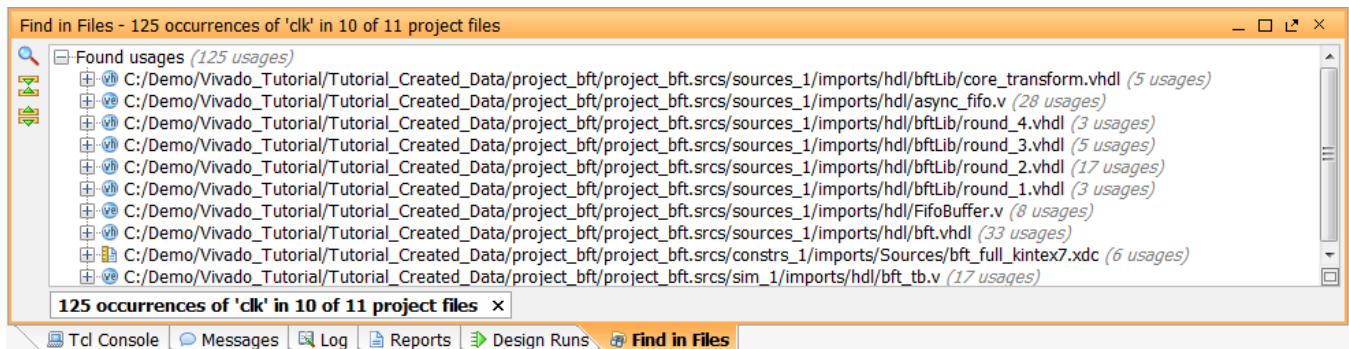 Find in Files - 125 occurrences of 'clk' in 10 of 11 project files
Found usages (125 usages)
C:/Demo/Vivado_Tutorial/Tutorial_Created_Data/project_bft/project_bft.srcs/sources_1/imports/hdl/bftLib/core_transform.vhdl (5 usages)
C:/Demo/Vivado_Tutorial/Tutorial_Created_Data/project_bft/project_bft.srcs/sources_1/imports/hdl/async_fifo.v (28 usages)
C:/Demo/Vivado_Tutorial/Tutorial_Created_Data/project_bft/project_bft.srcs/sources_1/imports/hdl/bftLib/round_4.vhdl (3 usages)
C:/Demo/Vivado_Tutorial/Tutorial_Created_Data/project_bft/project_bft.srcs/sources_1/imports/hdl/bftLib/round_3.vhdl (5 usages)
C:/Demo/Vivado_Tutorial/Tutorial_Created_Data/project_bft/project_bft.srcs/sources_1/imports/hdl/bftLib/round_2.vhdl (17 usages)
C:/Demo/Vivado_Tutorial/Tutorial_Created_Data/project_bft/project_bft.srcs/sources_1/imports/hdl/bftLib/round_1.vhdl (3 usages)
C:/Demo/Vivado_Tutorial/Tutorial_Created_Data/project_bft/project_bft.srcs/sources_1/imports/hdl/FifoBuffer.v (8 usages)
C:/Demo/Vivado_Tutorial/Tutorial_Created_Data/project_bft/project_bft.srcs/sources_1/imports/hdl/bft.vhdl (33 usages)
C:/Demo/Vivado_Tutorial/Tutorial_Created_Data/project_bft/project_bft.srcs/constrs_1/imports/Sources/bft_full_kintex7.xdc (6 usages)
C:/Demo/Vivado_Tutorial/Tutorial_Created_Data/project_bft/project_bft.srcs/sim_1/imports/hdl/bft_tb.v (17 usages)
125 occurrences of 'clk' in 10 of 11 project files
Tcl Console Messages Log Reports Design Runs Find in Files